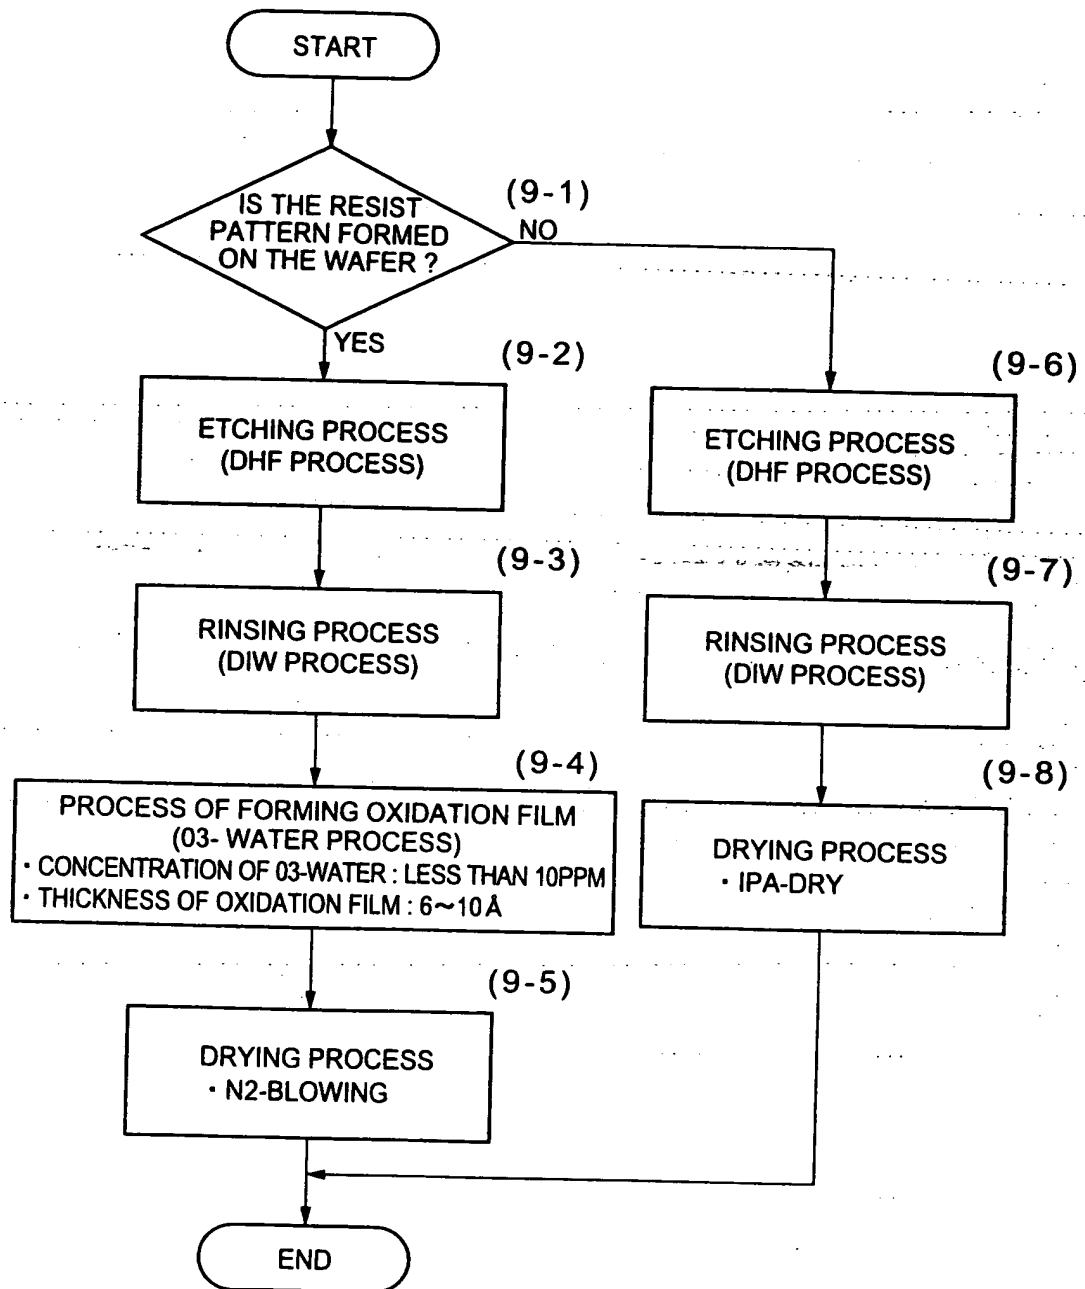 START
(9-1)
IS THE RESIST
PATTERN FORMED
ON THE WAFER ?
NO
YES
(9-2)
ETCHING PROCESS
(DHF PROCESS)
(9-3)
RINSING PROCESS
(DIW PROCESS)
(9-4)
PROCESS OF FORMING OXIDATION FILM
(03- WATER PROCESS)
・CONCENTRATION OF 03-WATER : LESS THAN 10PPM
・THICKNESS OF OXIDATION FILM : 6～10Å
(9-5)
DRYING PROCESS
・N2-BLOWING
(9-6)
ETCHING PROCESS
(DHF PROCESS)
(9-7)
RINSING PROCESS
(DIW PROCESS)
(9-8)
DRYING PROCESS
・IPA-DRY
END